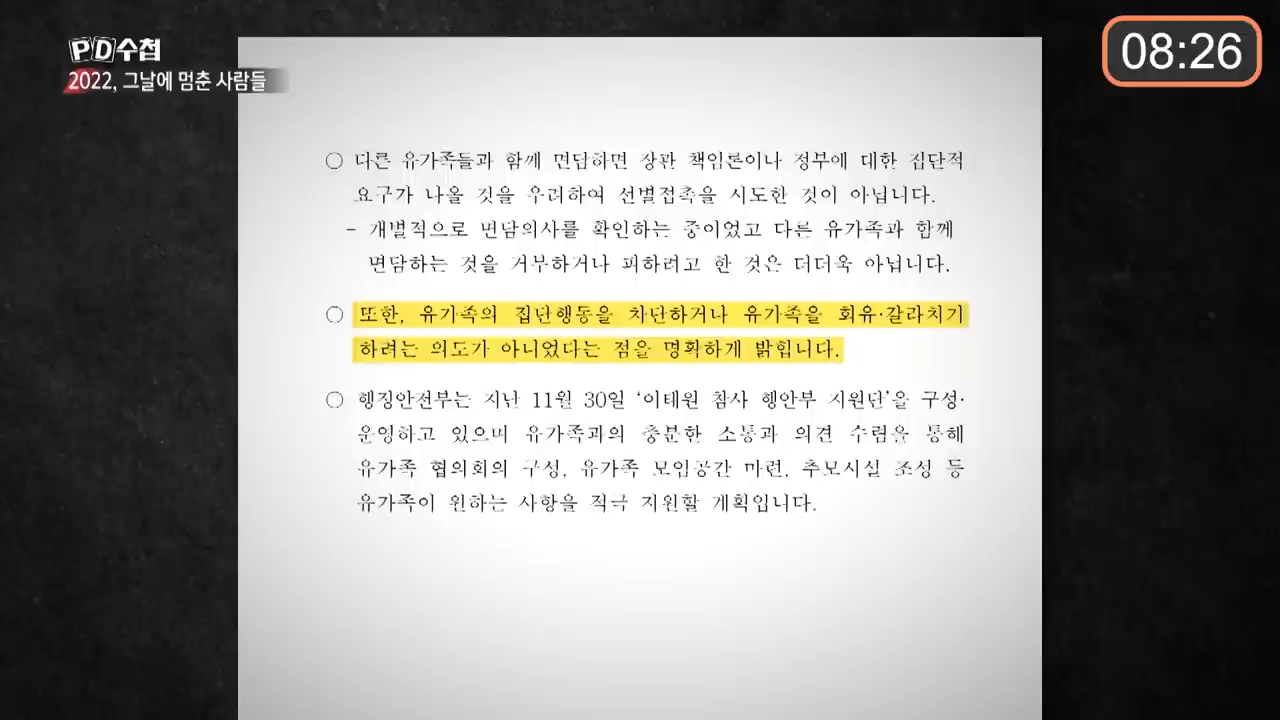 PD수첩
2022, 그날에 멈춘 사람들
08:26
○ 다른 유가족들과 함께 면담하면 장관 책임론이나 정부에 대한 집단적
요구가 나올 것을 우려하여 선별접촉을 시도한 것이 아닙니다.
- 개별적으로 면담의사를 확인하는 중이었고 다른 유가족과 함께
면담하는 것을 거부하거나 피하려고 한 것은 더더욱 아닙니다.
○ 또한, 유가족의 집단행동을 차단하거나 유가족을 회유·갈라치기
하려는 의도가 아니었다는 점을 명확하게 밝힙니다.
○ 행정안전부는 지난 11월 30일 '이태원 참사 행안부 지원단'을 구성·
운영하고 있으며 유가족과의 충분한 소통과 의견 수렴을 통해
유가족 협의회의 구성, 유가족 모임공간 마련, 추모시설 조성 등
유가족이 원하는 사항을 적극 지원할 계획입니다.